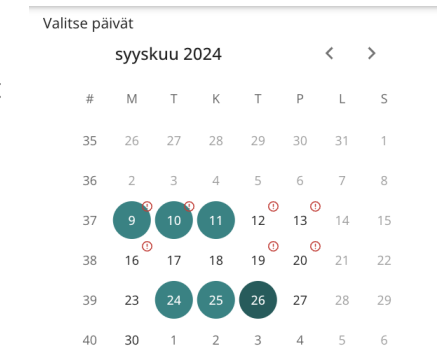 Valitse päivät
syyskuu 2024
# M T K T P L S
35 26 27 28 29 30 31 1
36 2 3 4 5 6 7 8
37 9 10 11 12 13 14 15
38 16 17 18 19 20 21 22
39 23 24 25 26 27 28 29
40 30 1 2 3 4 5 6